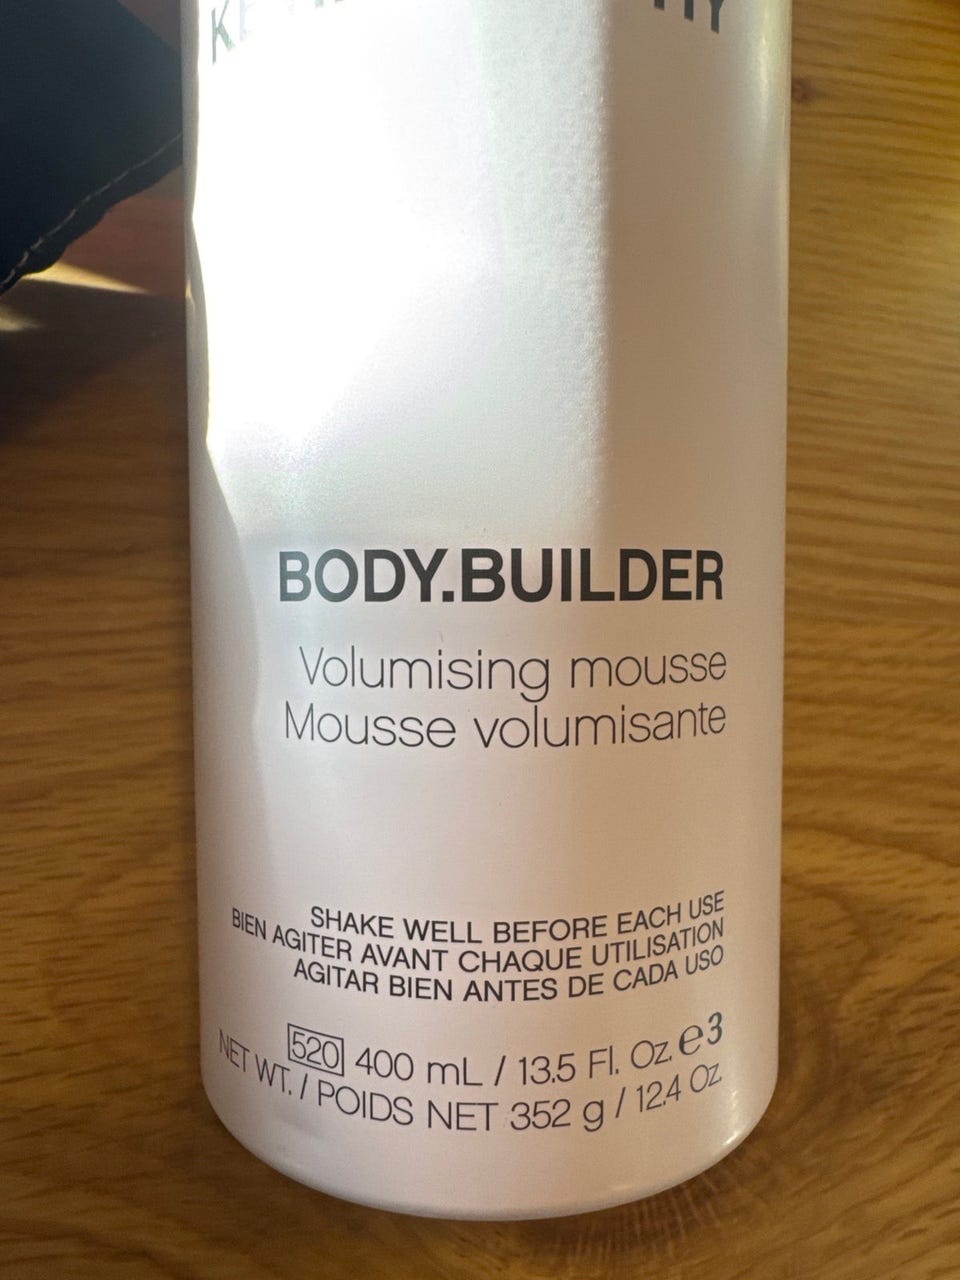 BODY.BUILDER
Volumising mousse
Mousse volumisante
SHAKE WELL BEFORE EACH USE
BIEN AGITER AVANT CHAQUE UTILISATION
AGITAR BIEN ANTES DE CADA USO
520 400 mL / 13.5 Fl. Oz. ℮3
NET WT. / POIDS NET 352 g / 12.4 Oz.